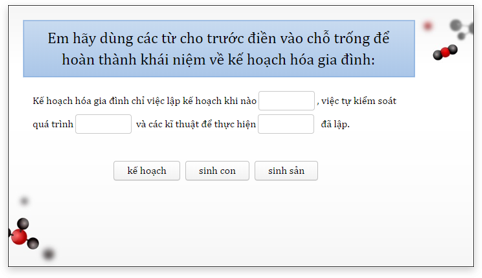 Em hãy dùng các từ cho trước điền vào chỗ trống để
hoàn thành khái niệm về kế hoạch hóa gia đình:
Kế hoạch hóa gia đình chỉ việc lập kế hoạch khi nào , việc tự kiểm soát
quá trình và các kĩ thuật để thực hiện đã lập.
kế hoạch sinh con sinh sản